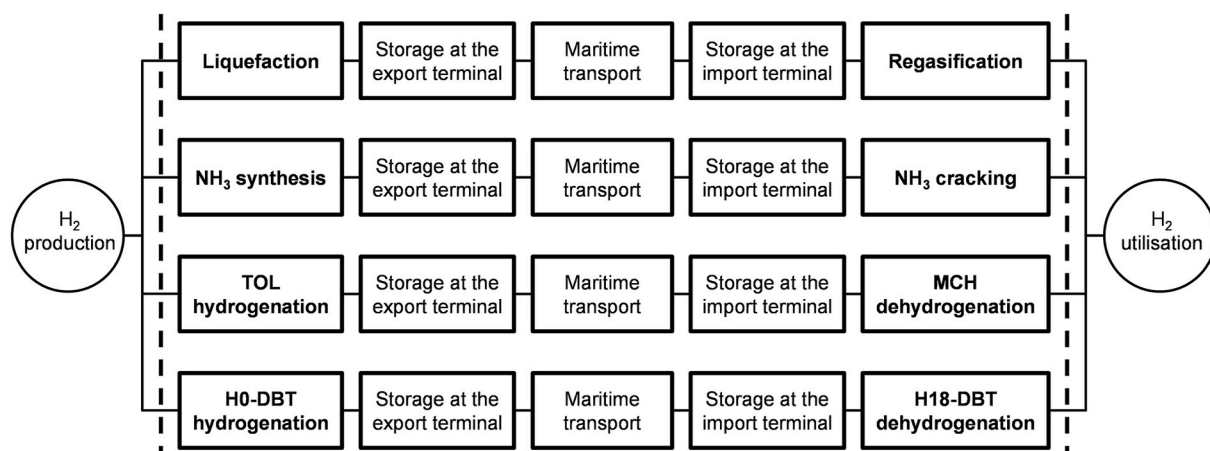 H₂
production
Liquefaction
Storage at the
export terminal
Maritime
transport
Storage at the
import terminal
Regasification
NH₃ synthesis
Storage at the
export terminal
Maritime
transport
Storage at the
import terminal
NH₃ cracking
TOL
hydrogenation
Storage at the
export terminal
Maritime
transport
Storage at the
import terminal
MCH
dehydrogenation
H0-DBT
hydrogenation
Storage at the
export terminal
Maritime
transport
Storage at the
import terminal
H18-DBT
dehydrogenation
H₂
utilisation